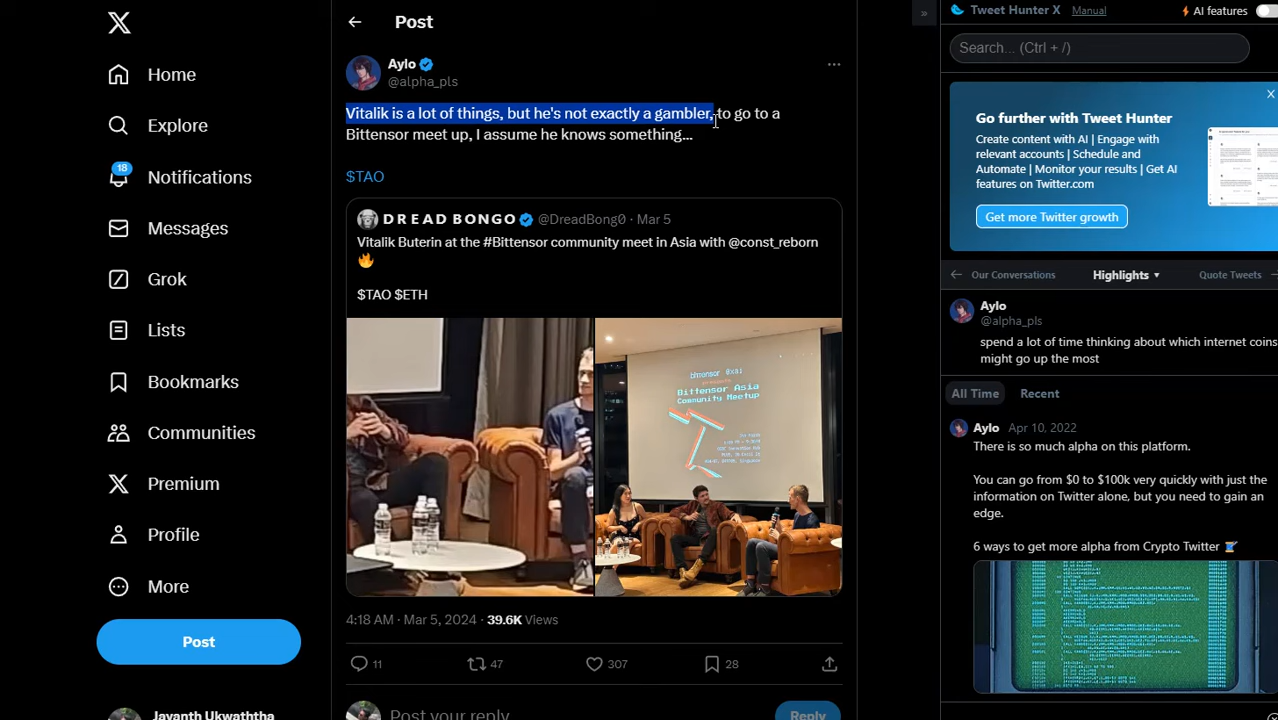 Post
Home
Explore
18
Notifications
Messages
Grok
Lists
Bookmarks
Communities
Premium
Profile
More
Post
Jayanth Ukwaththa
Aylo
@alpha_pls
Vitalik is a lot of things, but he's not exactly a gambler, to go to a
Bittensor meet up, I assume he knows something...
$TAO
D R E A D B O N G O @DreadBong0 · Mar 5
Vitalik Buterin at the #Bittensor community meet in Asia with @const_reborn
🔥
$TAO $ETH
Bittensor Asia
Community Meetup
4:13 AM · Mar 5, 2024 · 39.6K Views
11
47
307
28
Post your reply
Reply
»
Tweet Hunter X Manual
AI features
Search... (Ctrl + /)
X
Go further with Tweet Hunter
Create content with AI | Engage with
relevant accounts | Schedule and
Automate | Monitor your results | Get AI
features on Twitter.com
Get more Twitter growth
Our Conversations
Highlights
Quote Tweets
Aylo
@alpha_pls
spend a lot of time thinking about which internet coins
might go up the most
All Time
Recent
Aylo Apr 10, 2022
There is so much alpha on this platform.
You can go from $0 to $100k very quickly with just the
information on Twitter alone, but you need to gain an
edge.
6 ways to get more alpha from Crypto Twitter 🧵